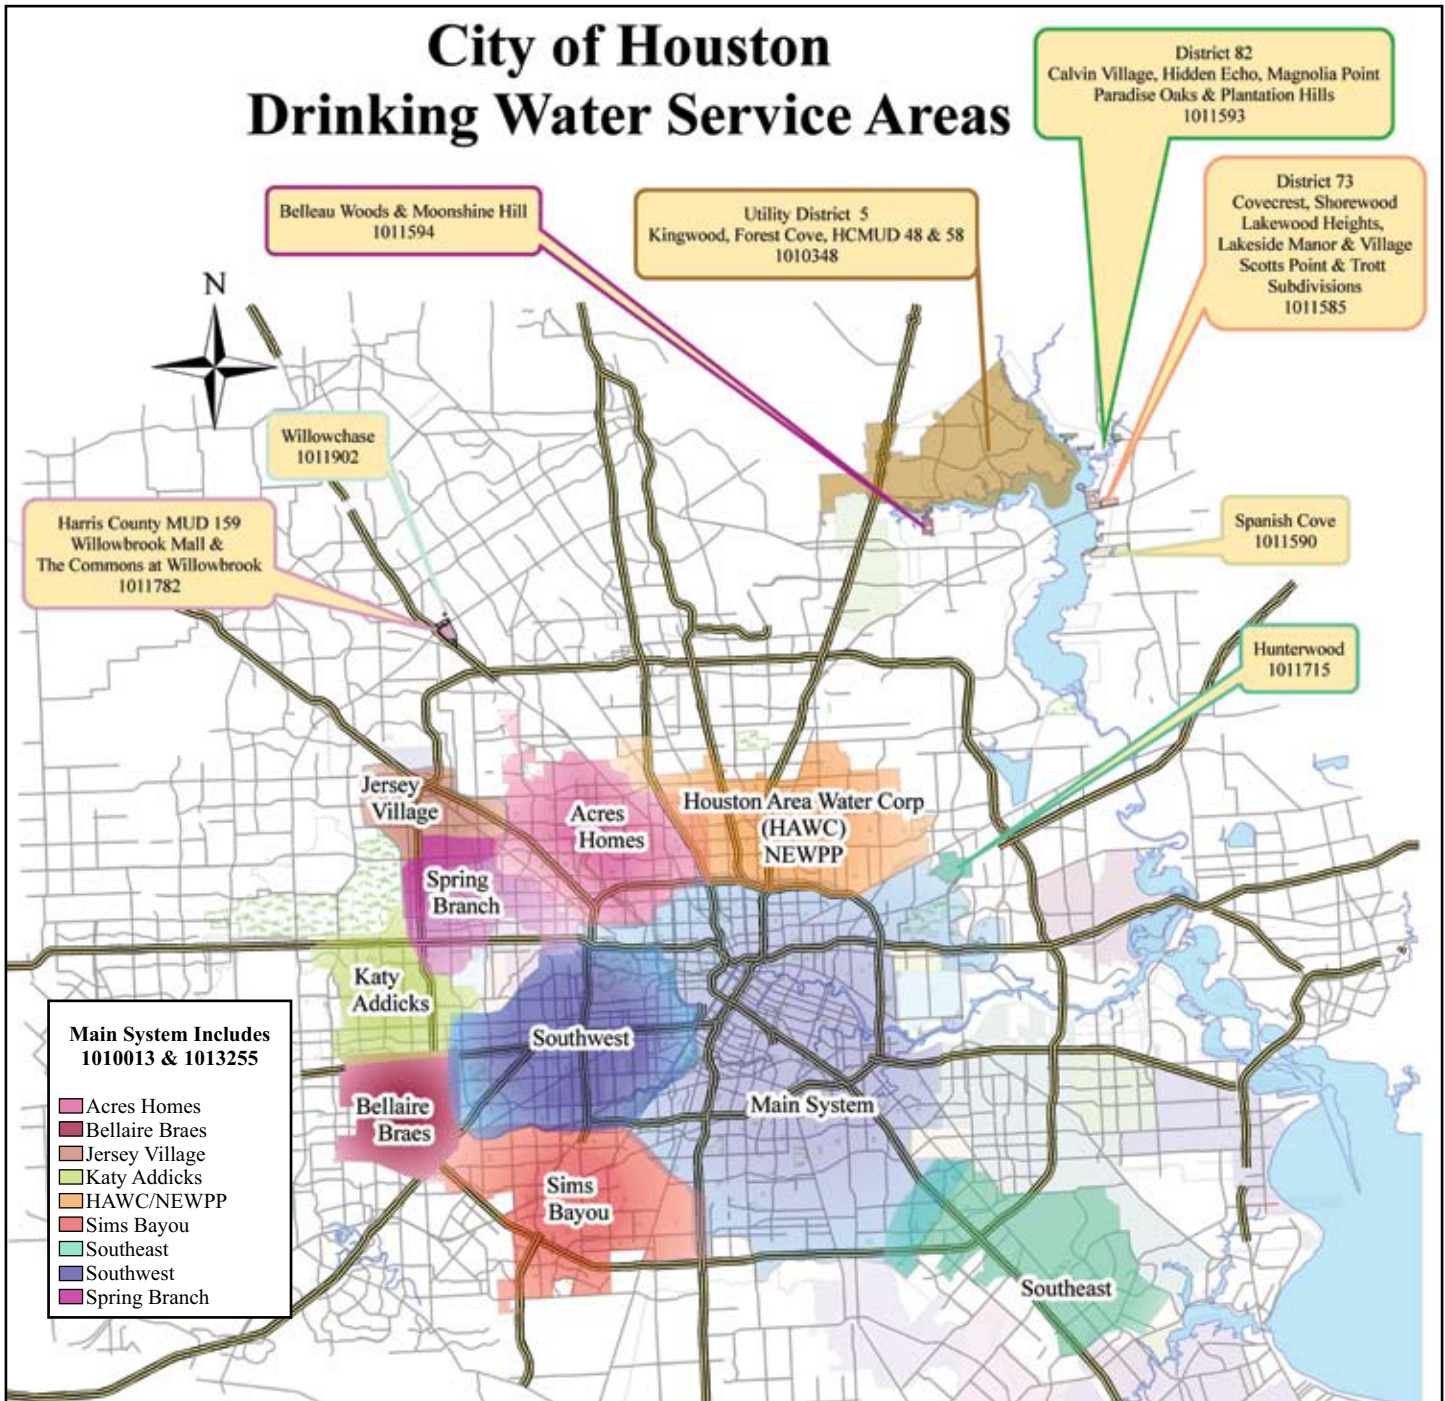 City of Houston
Drinking Water Service Areas
District 82
Calvin Village, Hidden Echo, Magnolia Point
Paradise Oaks & Plantation Hills
1011593
District 73
Covecrest, Shorewood
Lakewood Heights,
Lakeside Manor & Village
Scotts Point & Trott
Subdivisions
1011585
Belleau Woods & Moonshine Hill
1011594
Utility District 5
Kingwood, Forest Cove, HCMUD 48 & 58
1010348
N
Willowchase
1011902
Harris County MUD 159
Willowbrook Mall &
The Commons at Willowbrook
1011782
Spanish Cove
1011590
Hunterwood
1011715
Jersey
Village
Acres
Homes
Houston Area Water Corp
(HAWC)
NEWPP
Spring
Branch
Katy
Addicks
Southwest
Bellaire
Braes
Main System
Sims
Bayou
Southeast
Main System Includes
1010013 & 1013255
Acres Homes
Bellaire Braes
Jersey Village
Katy Addicks
HAWC/NEWPP
Sims Bayou
Southeast
Southwest
Spring Branch